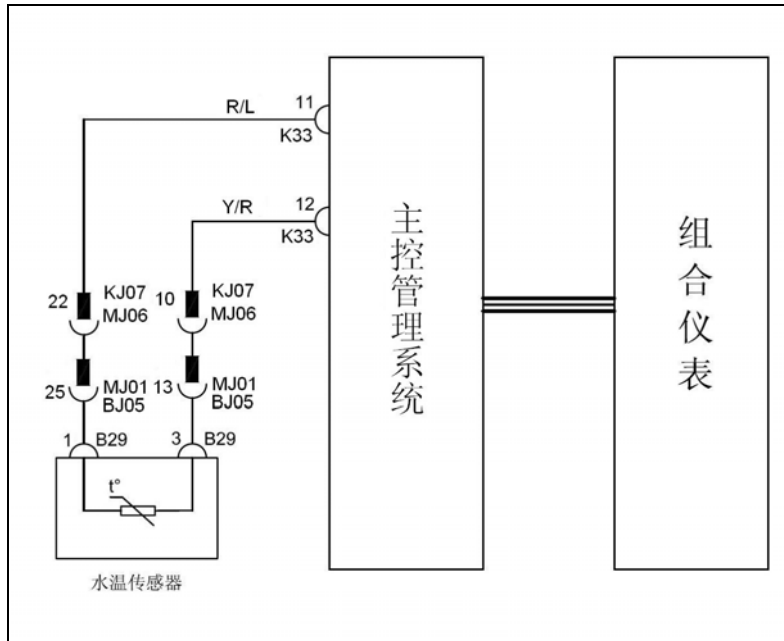 R/L
11
K33
Y/R
12
K33
22
KJ07
MJ06
10
KJ07
MJ06
25
MJ01
BJ05
13
MJ01
BJ05
1
B29
3
B29
t°
水温传感器
主控管理系统
组合仪表